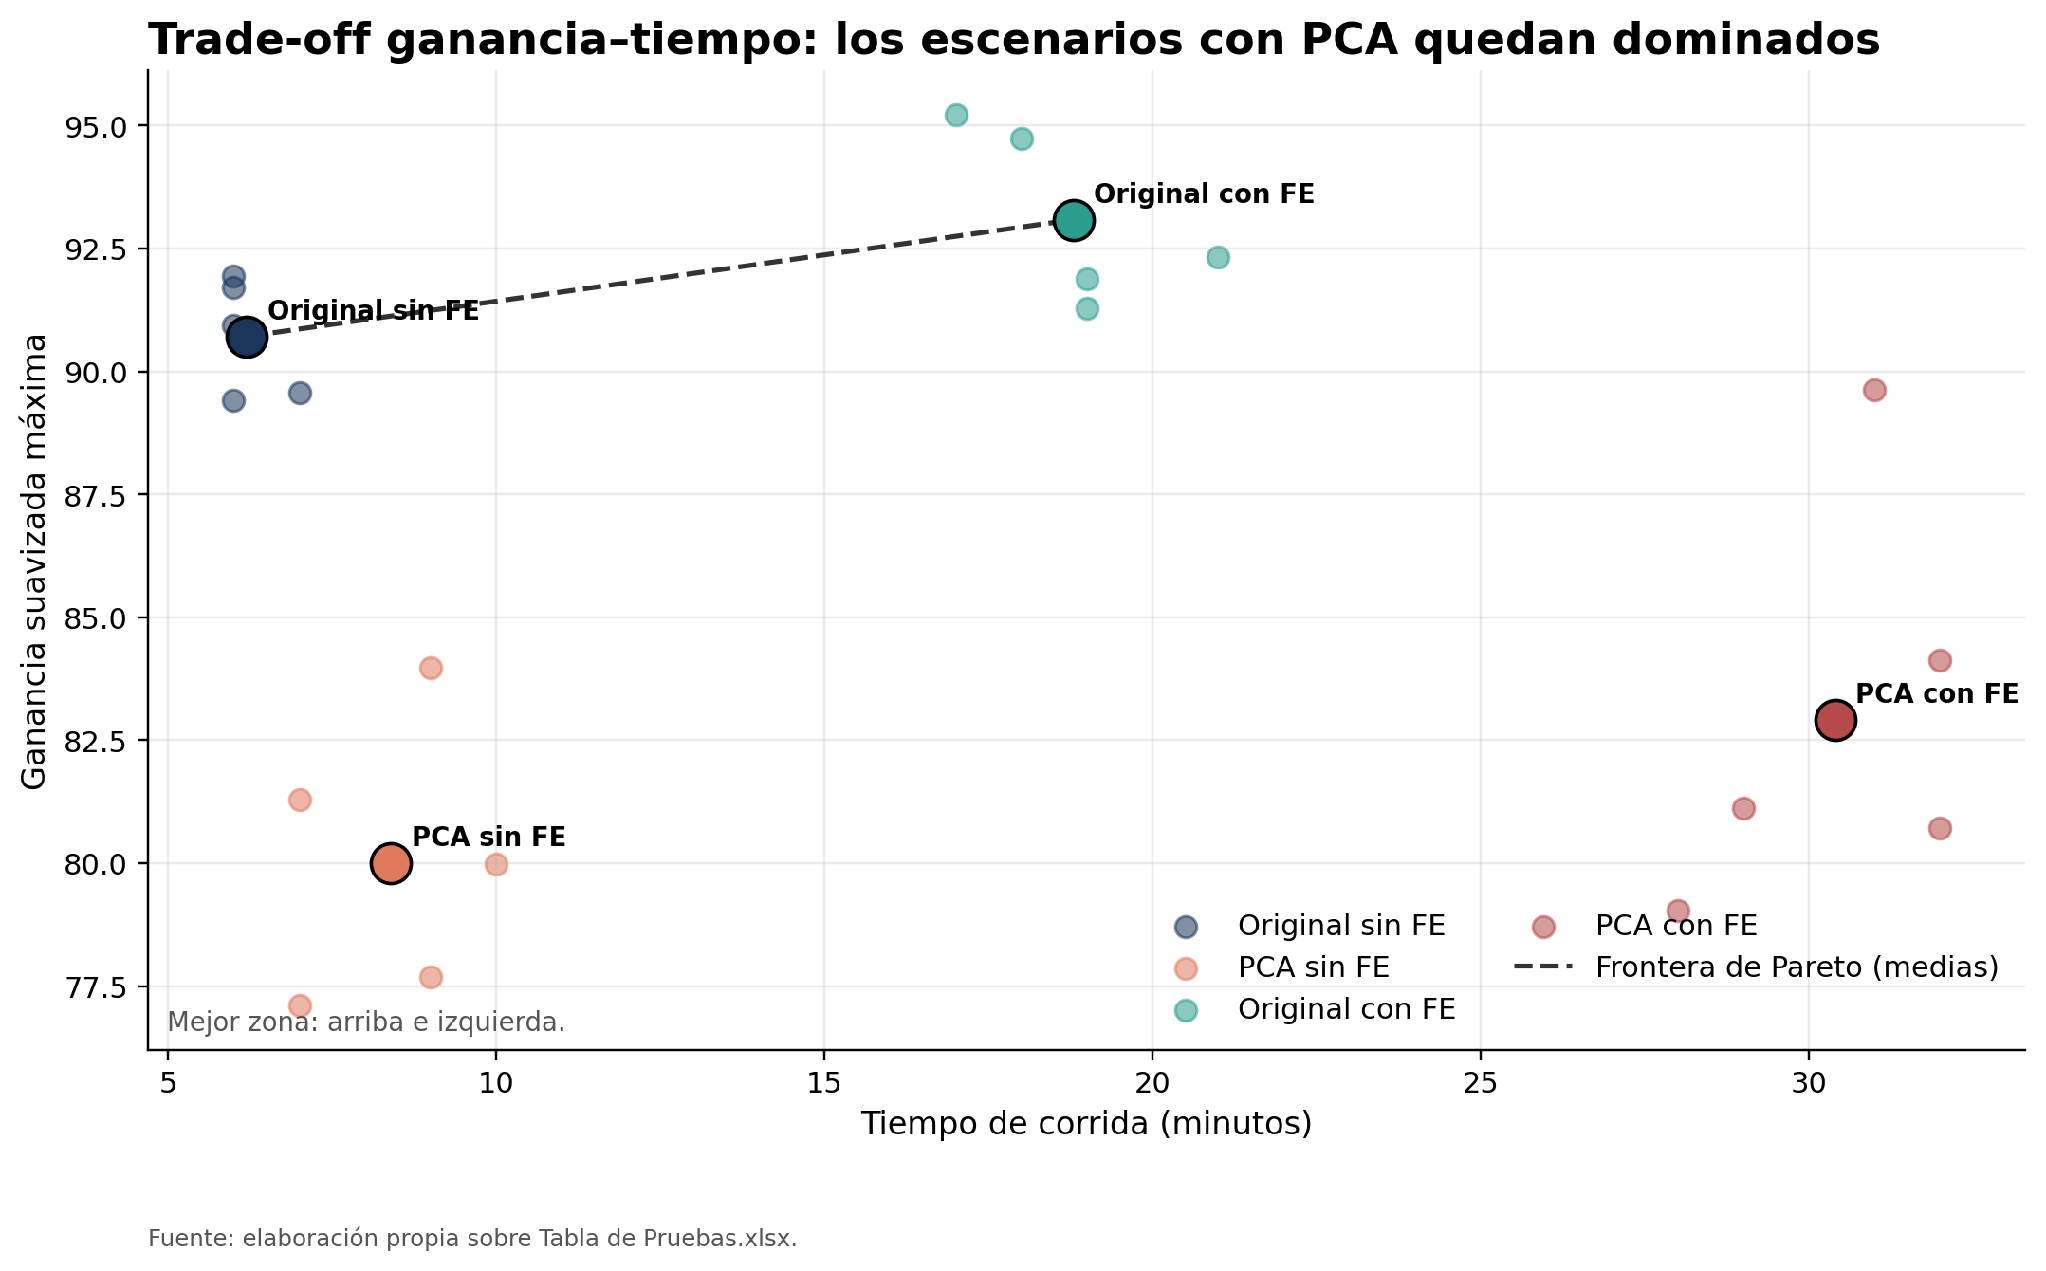 Trade-off ganancia–tiempo: los escenarios con PCA quedan dominados
Ganancia suavizada máxima
95.0
92.5
90.0
87.5
85.0
82.5
80.0
77.5
Original con FE
Original sin FE
PCA con FE
PCA sin FE
Original sin FE
PCA sin FE
Original con FE
PCA con FE
Frontera de Pareto (medias)
Mejor zona: arriba e izquierda.
5 10 15 20 25 30
Tiempo de corrida (minutos)
Fuente: elaboración propia sobre Tabla de Pruebas.xlsx.